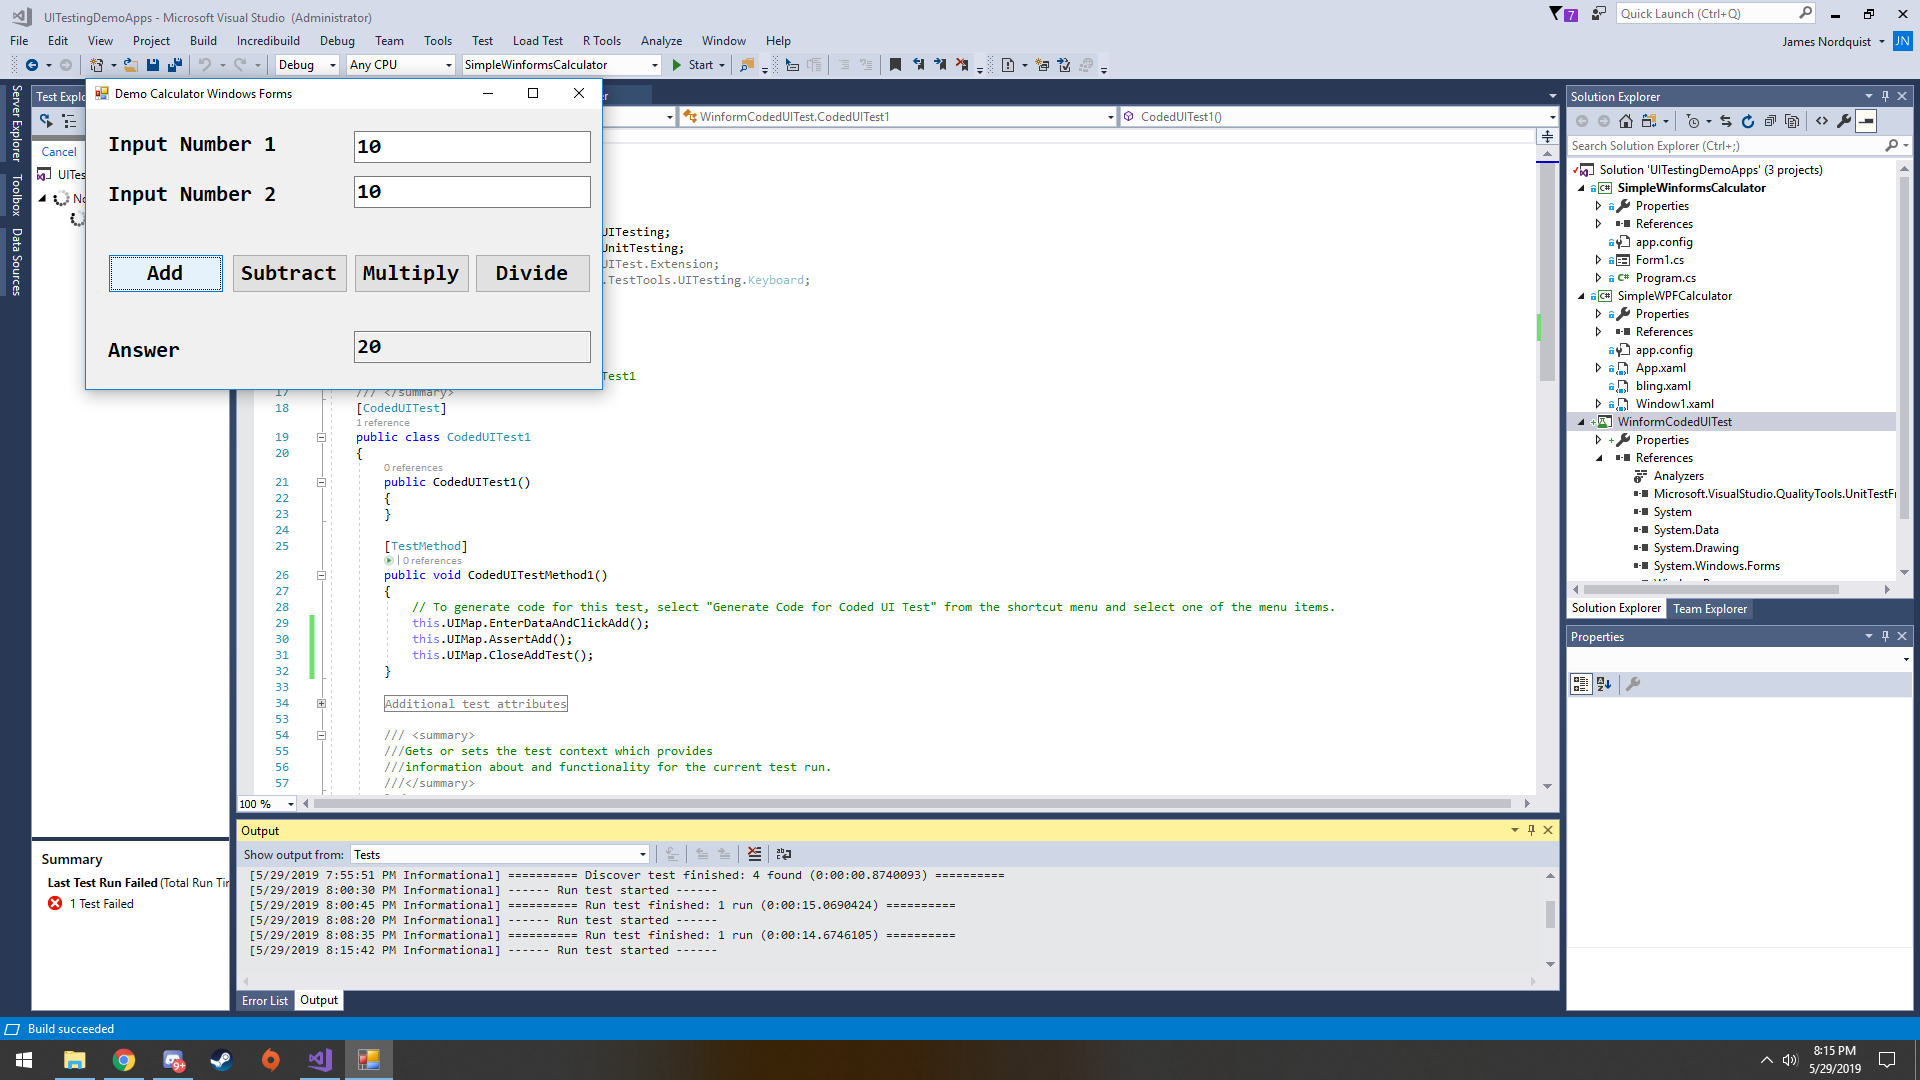 UITestingDemoApps - Microsoft Visual Studio (Administrator)
7
Quick Launch (Ctrl+Q)
File Edit View Project Build Incredibuild Debug Team Tools Test Load Test R Tools Analyze Window Help
James Nordquist
JN
Debug
Any CPU
SimpleWinformsCalculator
Start
Server Explorer
Toolbox
Data Sources
Test Explo
Cancel
UITes
No
Demo Calculator Windows Forms
Input Number 1
10
Input Number 2
10
Add
Subtract
Multiply
Divide
Answer
20
er
WinformCodedUITest.CodedUITest1
CodedUITest1()
UITesting;
UnitTesting;
UITest.Extension;
.TestTools.UITesting.Keyboard;
Test1
17 /// </summary>
18 [CodedUITest]
1 reference
19 public class CodedUITest1
20 {
0 references
21 public CodedUITest1()
22 {
23 }
24
25 [TestMethod]
| 0 references
26 public void CodedUITestMethod1()
27 {
28 // To generate code for this test, select "Generate Code for Coded UI Test" from the shortcut menu and select one of the menu items.
29 this.UIMap.EnterDataAndClickAdd();
30 this.UIMap.AssertAdd();
31 this.UIMap.CloseAddTest();
32 }
33
34 Additional test attributes
53
54 /// <summary>
55 ///Gets or sets the test context which provides
56 ///information about and functionality for the current test run.
57 ///</summary>
100 %
Output
Show output from: Tests
[5/29/2019 7:55:51 PM Informational] ========== Discover test finished: 4 found (0:00:00.8740093) ==========
[5/29/2019 8:00:30 PM Informational] ------ Run test started ------
[5/29/2019 8:00:45 PM Informational] ========== Run test finished: 1 run (0:00:15.0690424) ==========
[5/29/2019 8:08:20 PM Informational] ------ Run test started ------
[5/29/2019 8:08:35 PM Informational] ========== Run test finished: 1 run (0:00:14.6746105) ==========
[5/29/2019 8:15:42 PM Informational] ------ Run test started ------
Error List
Output
Summary
Last Test Run Failed (Total Run Tir
1 Test Failed
Solution Explorer
Search Solution Explorer (Ctrl+;)
Solution 'UITestingDemoApps' (3 projects)
SimpleWinformsCalculator
Properties
References
app.config
Form1.cs
Program.cs
SimpleWPFCalculator
Properties
References
app.config
App.xaml
bling.xaml
Window1.xaml
WinformCodedUITest
Properties
References
Analyzers
Microsoft.VisualStudio.QualityTools.UnitTestFr
System
System.Data
System.Drawing
System.Windows.Forms
Solution Explorer
Team Explorer
Properties
Build succeeded
9+
8:15 PM
5/29/2019